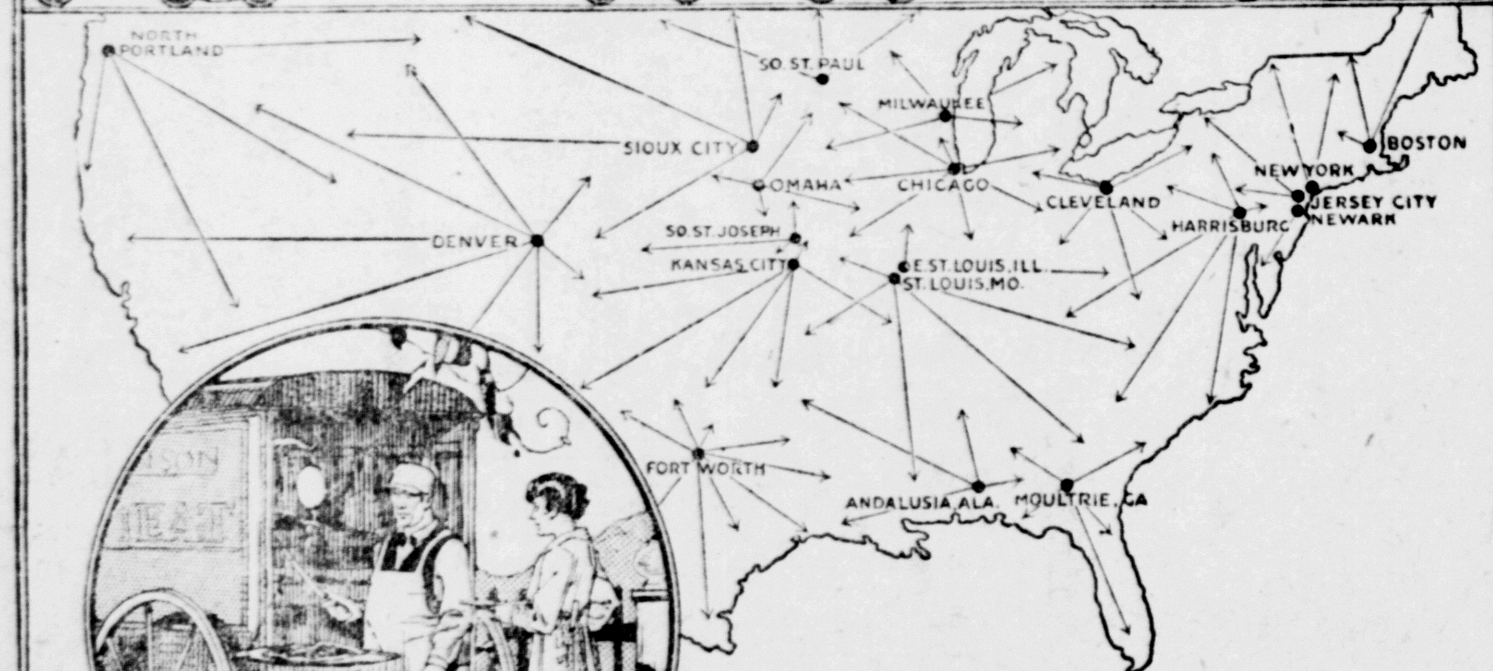 NORTH
PORTLAND
SO. ST. PAUL
MILWAUKEE
SIOUX CITY
BOSTON
OMAHA
CHICAGO
NEW YORK
CLEVELAND
JERSEY CITY
HARRISBURG
NEWARK
SO. ST. JOSEPH
DENVER
KANSAS CITY
E. ST. LOUIS, ILL.
ST. LOUIS, MO.
FORT WORTH
ANDALUSIA, ALA.
MOULTRIE, GA